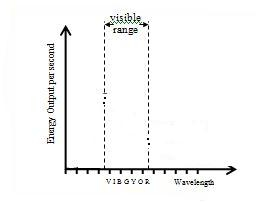 visible
range
Energy Output per second
V I B G Y O R
Wavelength